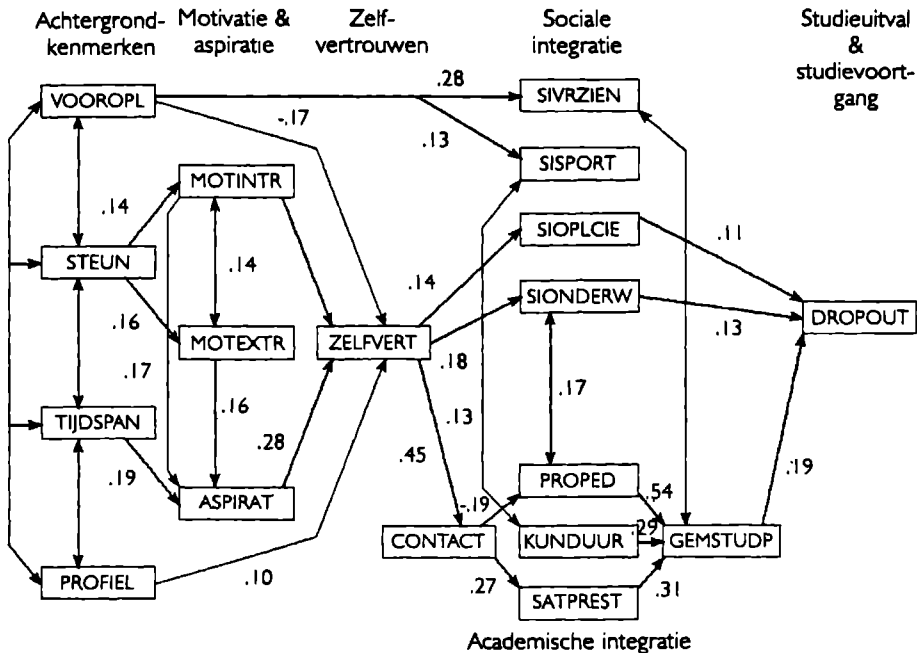 Achtergrond-
kenmerken
Motivatie &
aspiratie
Zelf-
vertrouwen
Sociale
integratie
Studieuitval
&
studievoort-
gang
VOOROPL
.28
SIVRZIEN
-.17
.13
SISPORT
MOTINTR
.14
SIOPLCIE
.11
STEUN
.14
.14
SIONDERW
DROPOUT
.16
MOTEXTR
ZELFVERT
.18
.13
.17
.16
.17
.13
TIJDSPAN
.28
.45
.19
ASPIRAT
PROPED
.54
.19
-.19
CONTACT
KUNDUUR
.29
GEMSTUDP
PROFIEL
.10
.27
SATPREST
.31
Academische integratie